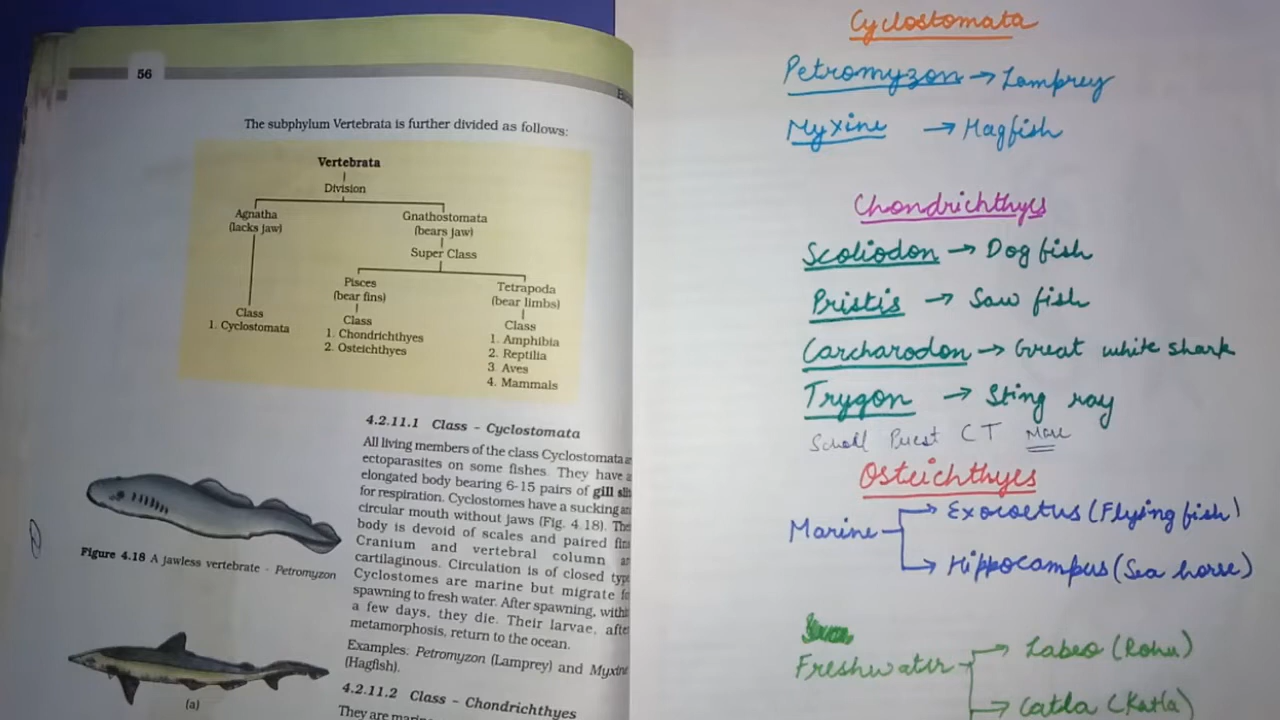 56
The subphylum Vertebrata is further divided as follows:
Vertebrata
Division
Agnatha
(lacks jaw)
Gnathostomata
(bears jaw)
Super Class
Pisces
(bear fins)
Tetrapoda
(bear limbs)
Class
1. Cyclostomata
Class
1. Chondrichthyes
2. Osteichthyes
Class
1. Amphibia
2. Reptilia
3. Aves
4. Mammals
4.2.11.1 Class – Cyclostomata
All living members of the class Cyclostomata
ectoparasites on some fishes. They have
elongated body bearing 6-15 pairs of gill
for respiration. Cyclostomes have a sucking
circular mouth without jaws (Fig. 4.18).
body is devoid of scales and paired
Cranium and vertebral column
cartilaginous. Circulation is of closed
Cyclostomes are marine but migrate
spawning to fresh water. After spawning,
a few days, they die. Their larvae,
metamorphosis, return to the ocean.
Examples: Petromyzon (Lamprey) and Myxine
(Hagfish).
4.2.11.2 Class – Chondrichthyes
They are
Figure 4.18 A jawless vertebrate - Petromyzon
(a)
Cyclostomata
Petromyzon → Lamprey
Myxine → Hagfish
Chondrichthyes
Scoliodon → Dog fish
Pristis → Saw fish
Carcharodon → Great white shark
Trygon → Sting ray
CT
Osteichthyes
Marine
→ Exocoetus (Flying fish)
→ Hippocampus (Sea horse)
Freshwater
→ Labeo (Rohu)
→ Catla (Katla)